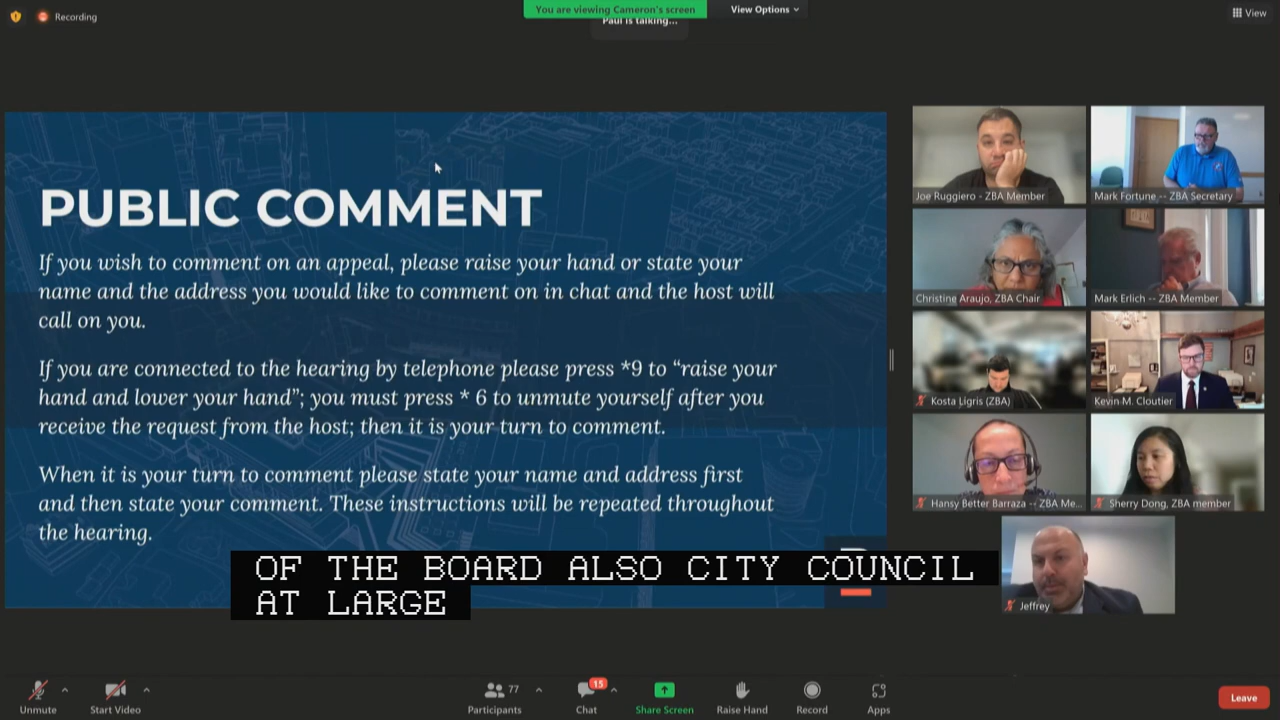 Recording
You are viewing Cameron's screen
View Options
View
Paul is talking...
PUBLIC COMMENT
If you wish to comment on an appeal, please raise your hand or state your
name and the address you would like to comment on in chat and the host will
call on you.
If you are connected to the hearing by telephone please press *9 to “raise your
hand and lower your hand”; you must press * 6 to unmute yourself after you
receive the request from the host; then it is your turn to comment.
When it is your turn to comment please state your name and address first
and then state your comment. These instructions will be repeated throughout
the hearing.
OF THE BOARD ALSO CITY COUNCIL
AT LARGE
Joe Ruggiero - ZBA Member
Mark Fortune -- ZBA Secretary
Christine Araujo, ZBA Chair
Mark Erlich -- ZBA Member
Kosta Ligris (ZBA)
Kevin M. Cloutier
Hansy Better Barraza -- ZBA Me...
Sherry Dong, ZBA member
Jeffrey
Unmute
Start Video
77
Participants
15
Chat
Share Screen
Raise Hand
Record
Apps
Leave